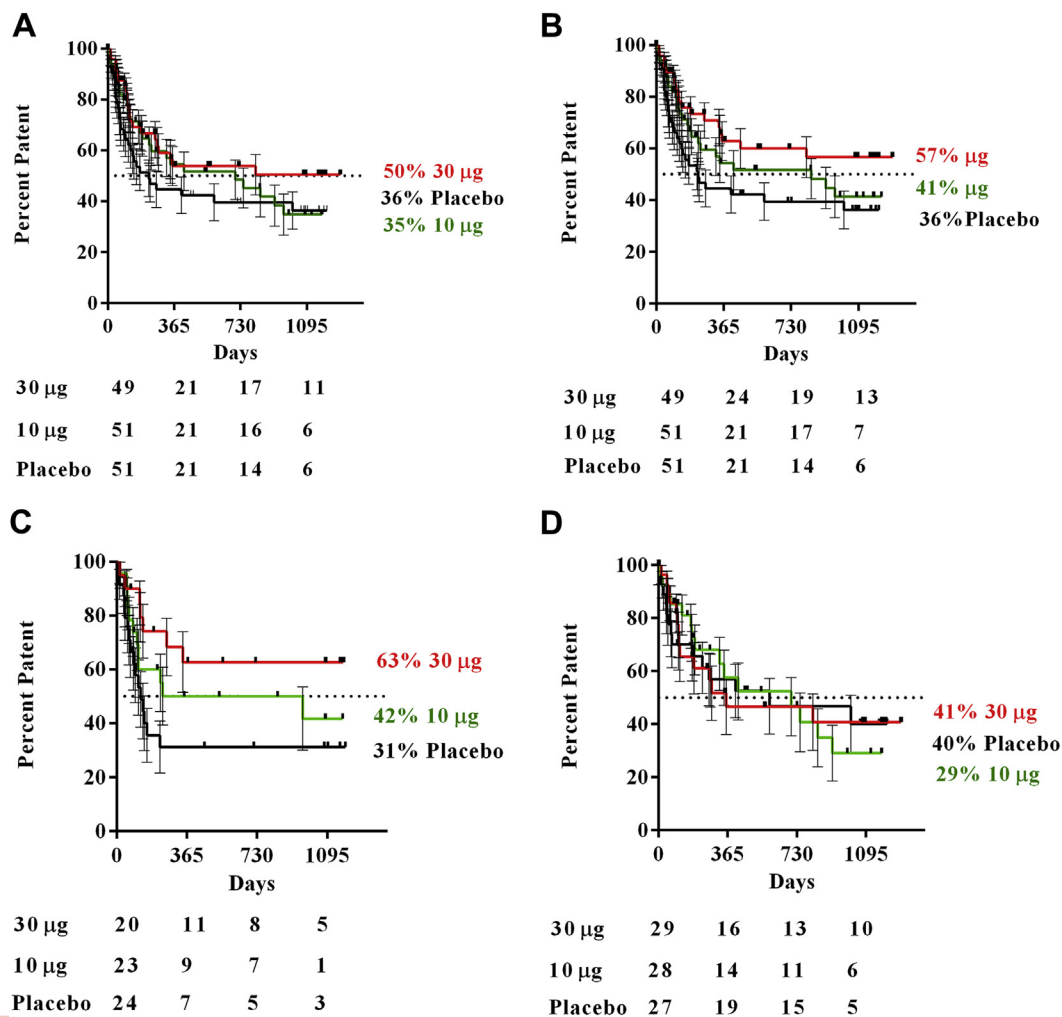 A
Percent Patent
100
80
60
40
20
0
0 365 730 1095
Days
50% 30 µg
36% Placebo
35% 10 µg
30 µg 49 21 17 11
10 µg 51 21 16 6
Placebo 51 21 14 6
B
Percent Patent
100
80
60
40
20
0
0 365 730 1095
Days
57% µg
41% µg
36%Placebo
30 µg 49 24 19 13
10 µg 51 21 17 7
Placebo 51 21 14 6
C
Percent Patent
100
80
60
40
20
0
0 365 730 1095
Days
63% 30 µg
42% 10 µg
31% Placebo
30 µg 20 11 8 5
10 µg 23 9 7 1
Placebo 24 7 5 3
D
Percent Patent
100
80
60
40
20
0
0 365 730 1095
Days
41% 30 µg
40% Placebo
29% 10 µg
30 µg 29 16 13 10
10 µg 28 14 11 6
Placebo 27 19 15 5